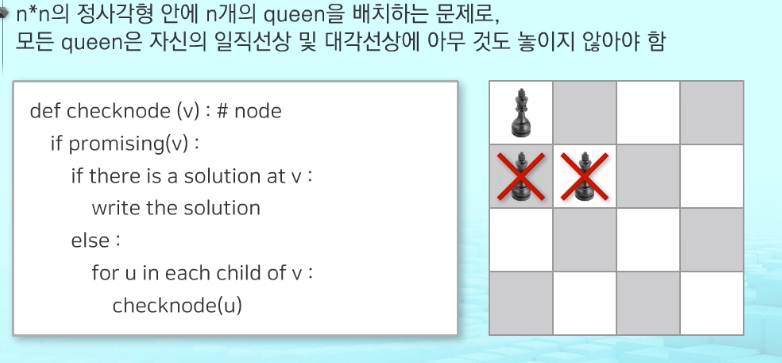 n*n의 정사각형 안에 n개의 queen을 배치하는 문제로,
모든 queen은 자신의 일직선상 및 대각선상에 아무 것도 놓이지 않아야 함
def checknode (v) : # node
if promising(v) :
if there is a solution at v :
write the solution
else :
for u in each child of v :
checknode(u)